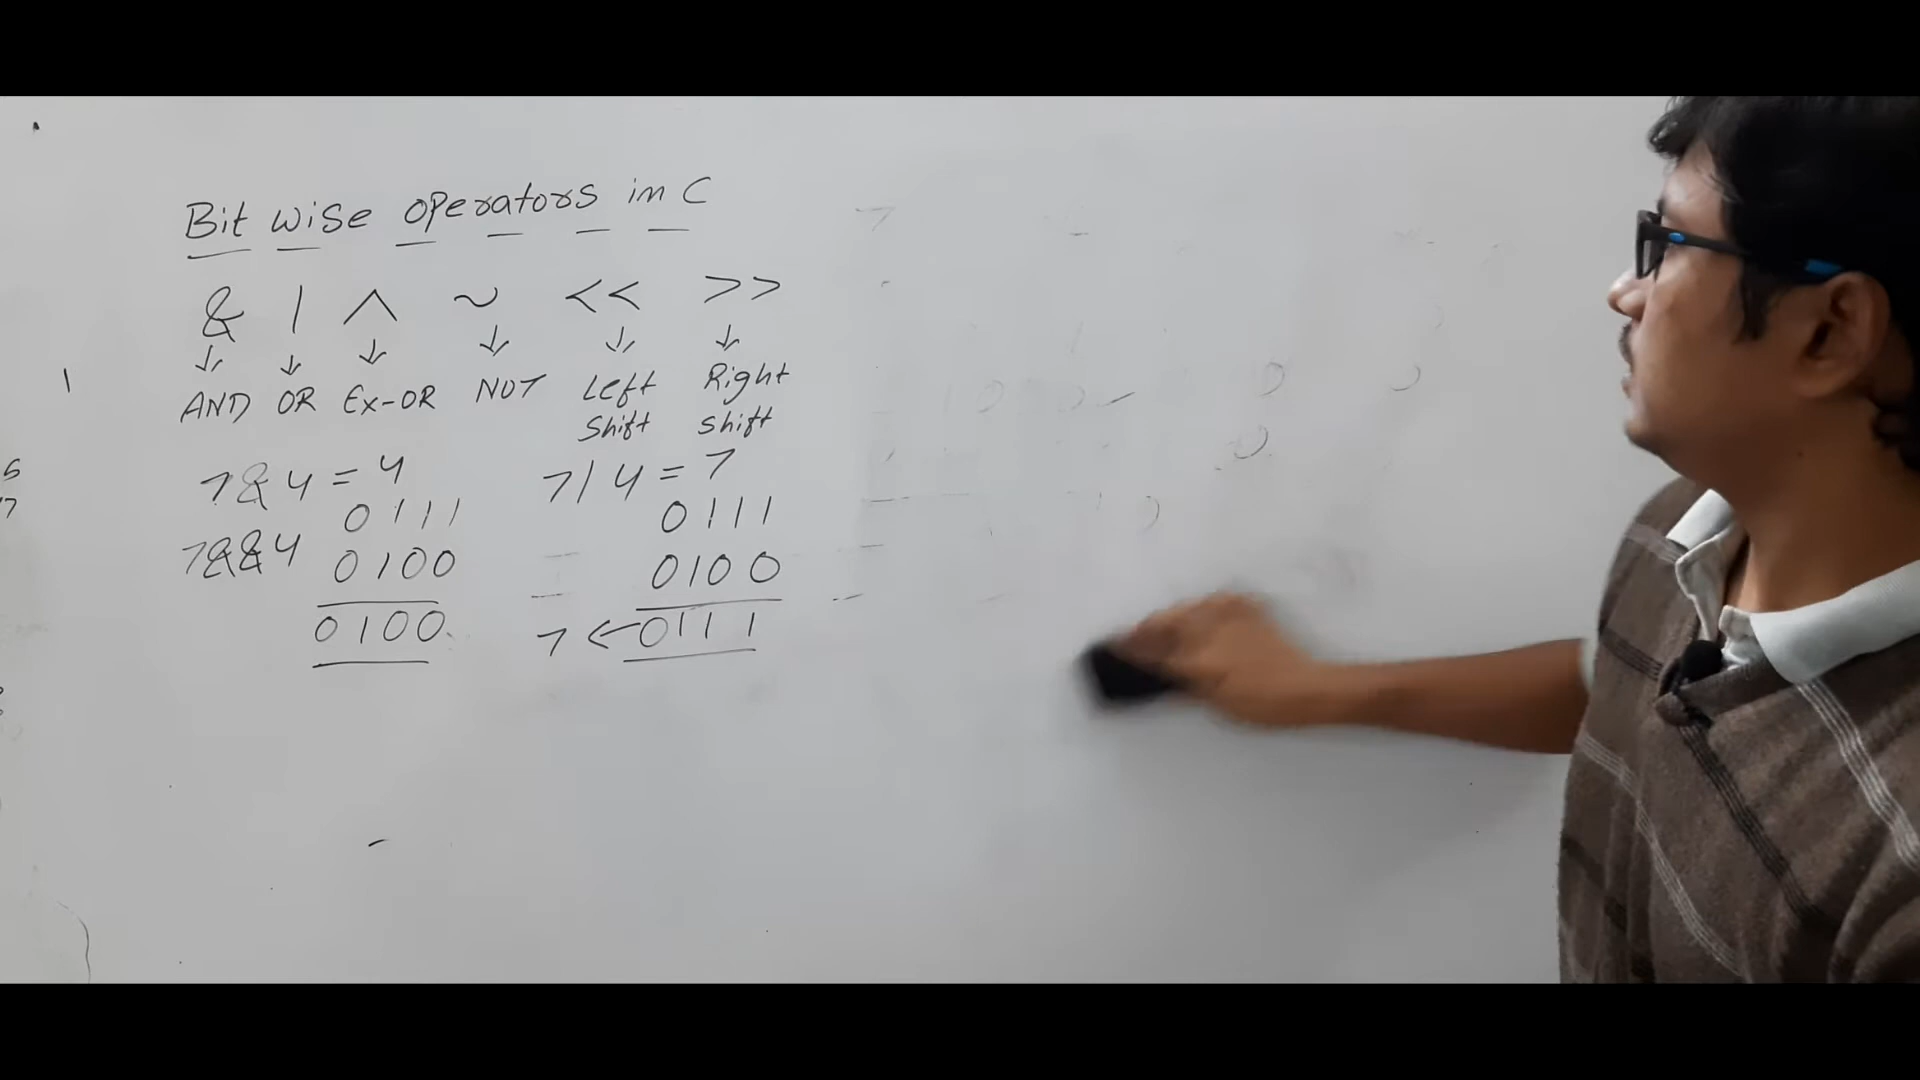 Bit wise operators in C
& | ^ ~ << >>
AND OR Ex-OR NOT Left Shift Right Shift
7 & 4 = 4
0111
7 && 4
0100
0100
7 | 4 = 7
0111
0100
7 ← 0111